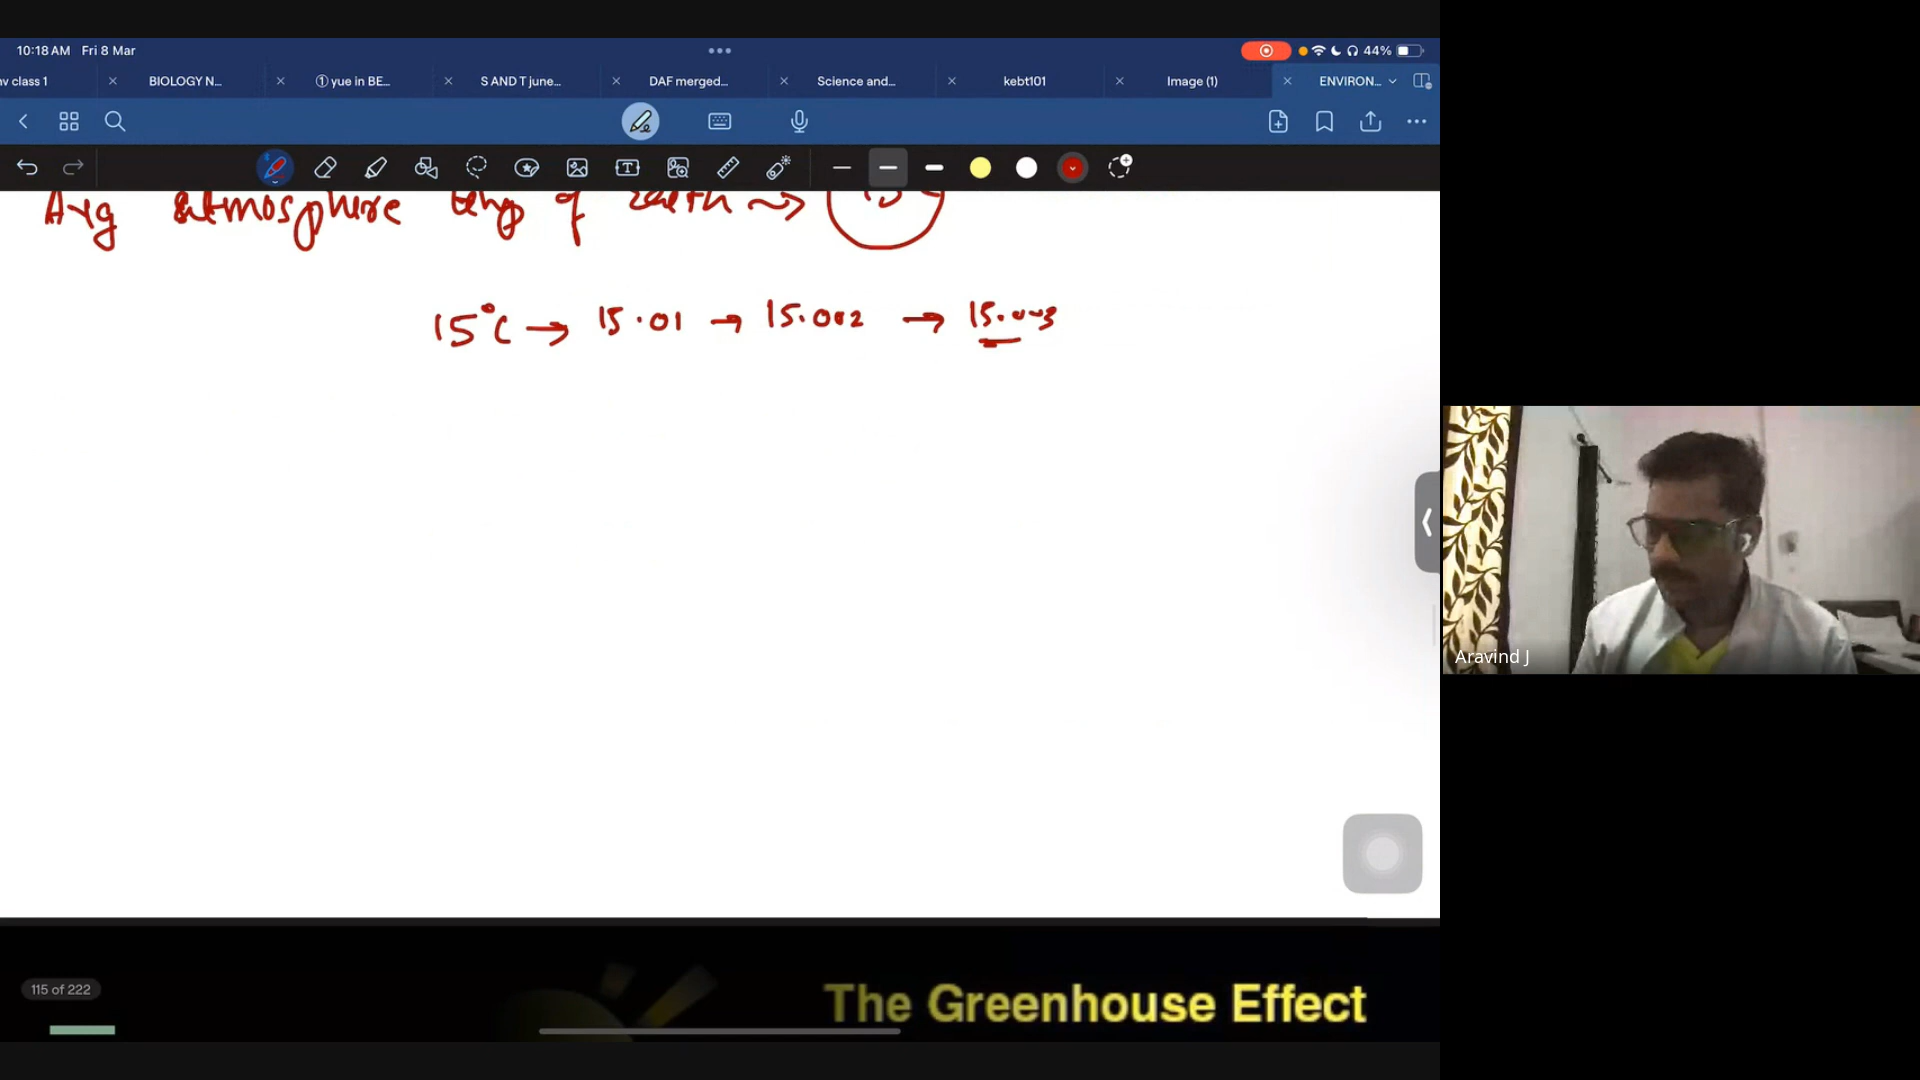 10:18 AM Fri 8 Mar
44%
nv class 1
BIOLOGY N...
① yue in BE...
S AND T june...
DAF merged...
Science and...
kebt101
Image (1)
ENVIRON...
Avg atmosphere temp of earth →
15°C → 15.01 → 15.002 → 15.003
Aravind J
115 of 222
The Greenhouse Effect